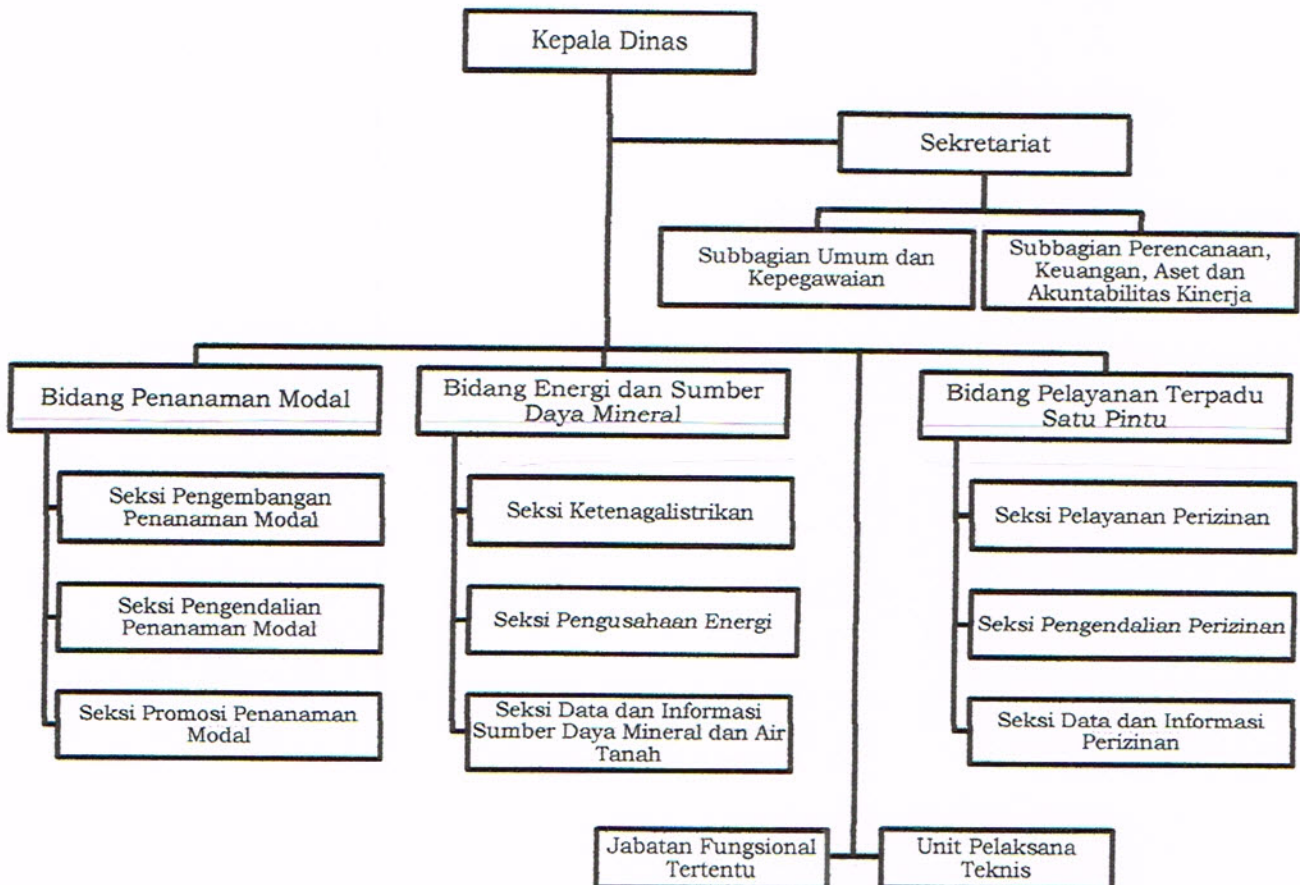 Kepala Dinas
Sekretariat
Subbagian Umum dan
Kepegawaian
Subbagian Perencanaan,
Keuangan, Aset dan
Akuntabilitas Kinerja
Bidang Penanaman Modal
Bidang Energi dan Sumber
Daya Mineral
Bidang Pelayanan Terpadu
Satu Pintu
Seksi Pengembangan
Penanaman Modal
Seksi Ketenagalistrikan
Seksi Pelayanan Perizinan
Seksi Pengendalian
Penanaman Modal
Seksi Pengusahaan Energi
Seksi Pengendalian Perizinan
Seksi Promosi Penanaman
Modal
Seksi Data dan Informasi
Sumber Daya Mineral dan Air
Tanah
Seksi Data dan Informasi
Perizinan
Jabatan Fungsional
Tertentu
Unit Pelaksana
Teknis